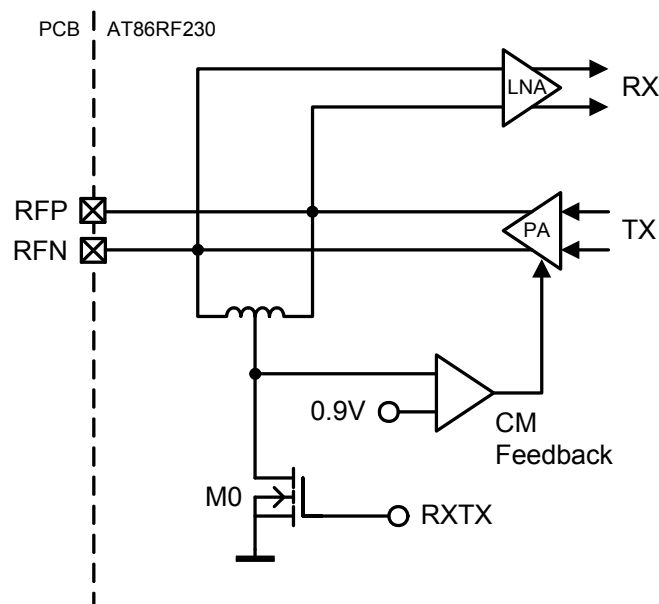 PCB AT86RF230
LNA
RX
RFP
PA
TX
RFN
0.9V
CM
Feedback
M0
RXTX